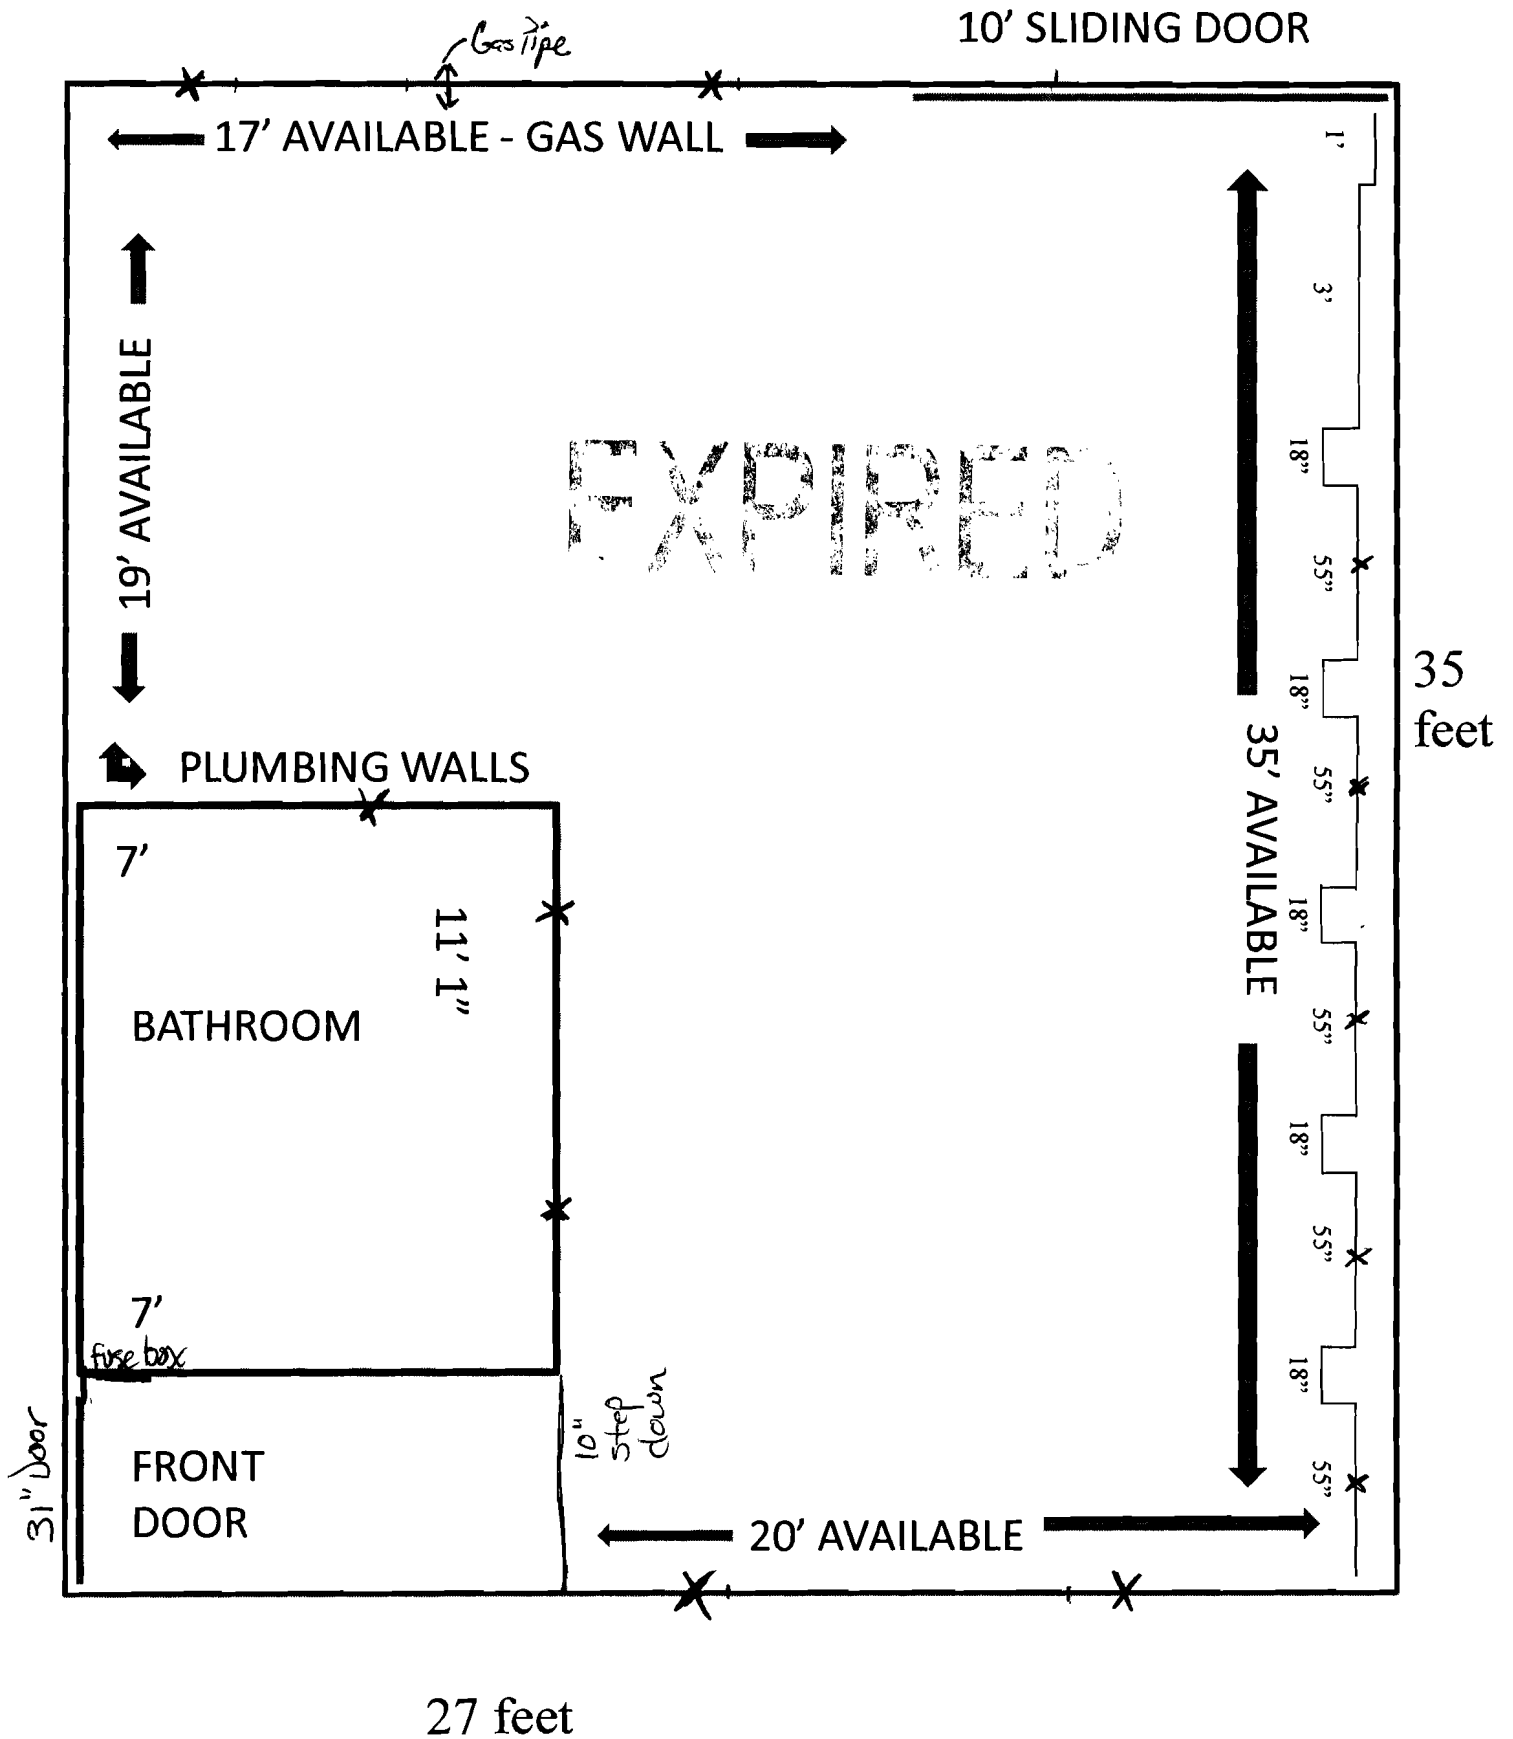 Gas Pipe
10’ SLIDING DOOR
17’ AVAILABLE - GAS WALL
1’
3’
18”
55”
18”
55”
18”
55”
18”
55”
18”
55”
35’ AVAILABLE
35
feet
19’ AVAILABLE
EXPIRED
PLUMBING WALLS
7’
11’ 1”
BATHROOM
7’
fuse box
31" Door
FRONT
DOOR
10"
step
down
20’ AVAILABLE
27 feet